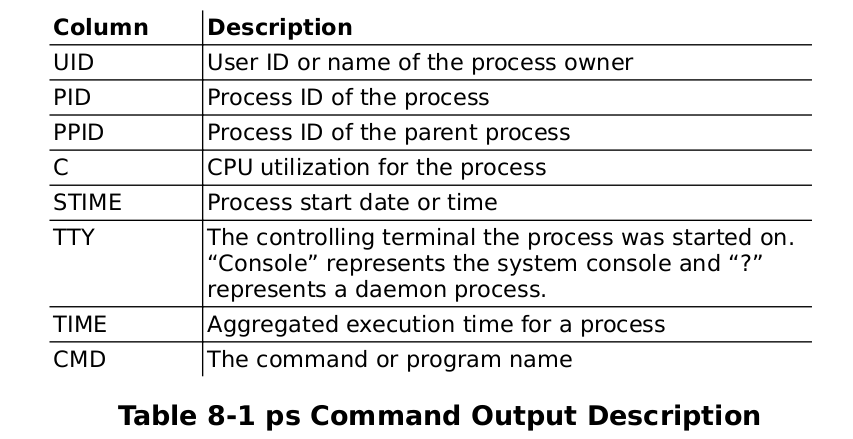 Column Description
UID User ID or name of the process owner
PID Process ID of the process
PPID Process ID of the parent process
C CPU utilization for the process
STIME Process start date or time
TTY The controlling terminal the process was started on.
“Console” represents the system console and “?”
represents a daemon process.
TIME Aggregated execution time for a process
CMD The command or program name
Table 8-1 ps Command Output Description